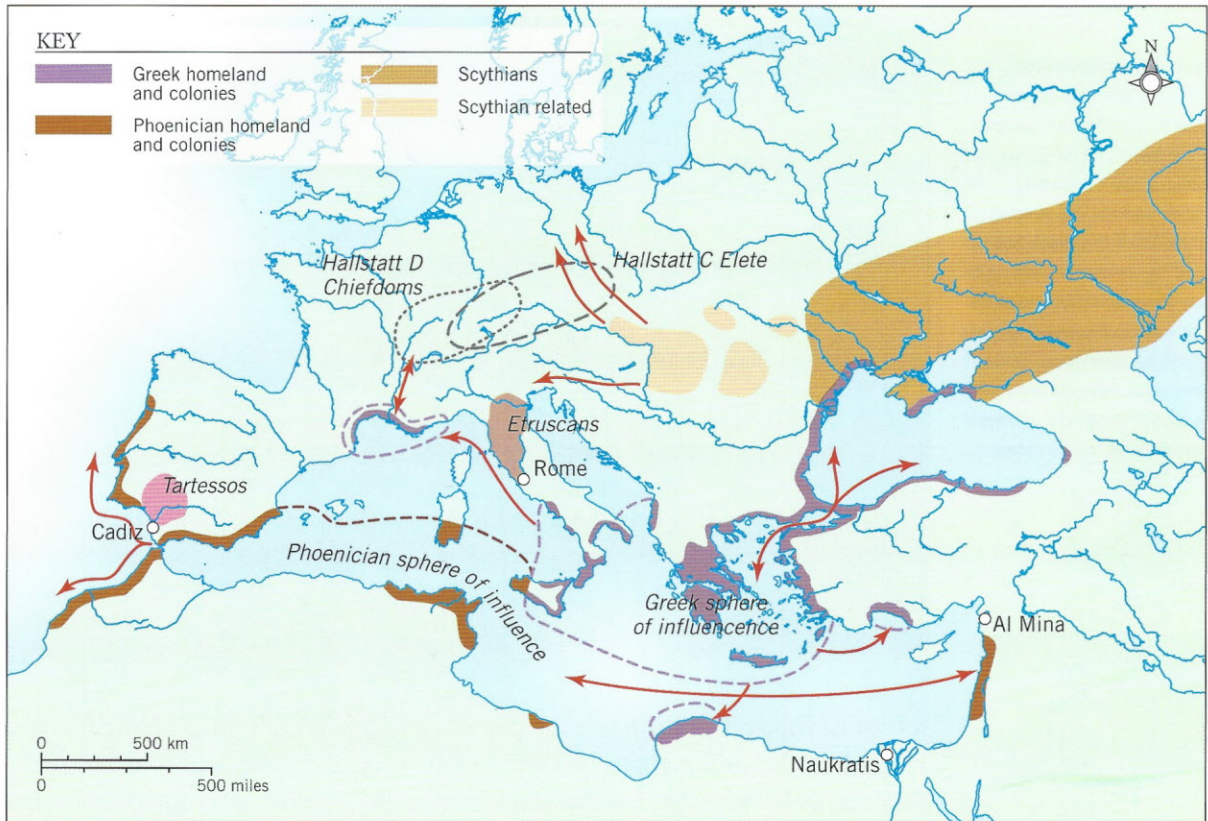 KEY
Greek homeland
and colonies
Phoenician homeland
and colonies
Scythians
Scythian related
N
Hallstatt D
Chiefdoms
Hallstatt C Elete
Etruscans
Rome
Tartessos
Cadiz
Phoenician sphere of
influence
Greek sphere
of influencence
Al Mina
Naukratis
0 500 km
0 500 miles